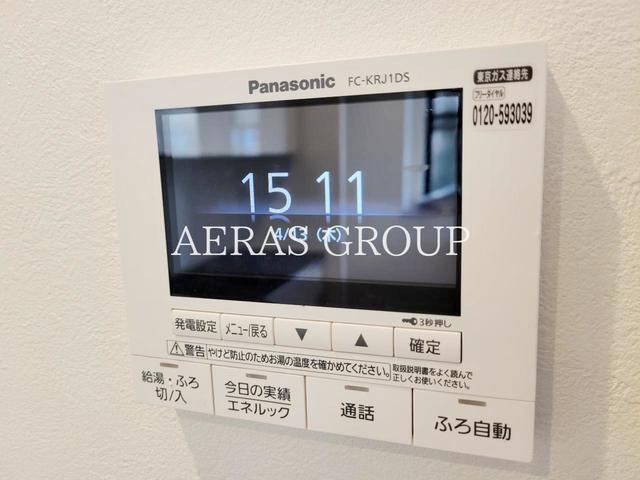 Panasonic FC-KRJ1DS
東京ガス連絡先
フリーダイヤル
0120-593039
15 11
4/13 (木)
AERAS GROUP
3秒押し
発電設定 メニュー/戻る ▼ ▲ 確定
警告 やけど防止のためお湯の温度を確かめてください。
取扱説明書をよく読んで
正しくお使いください。
給湯・ふろ
切/入
今日の実績
エネルック
通話
ふろ自動